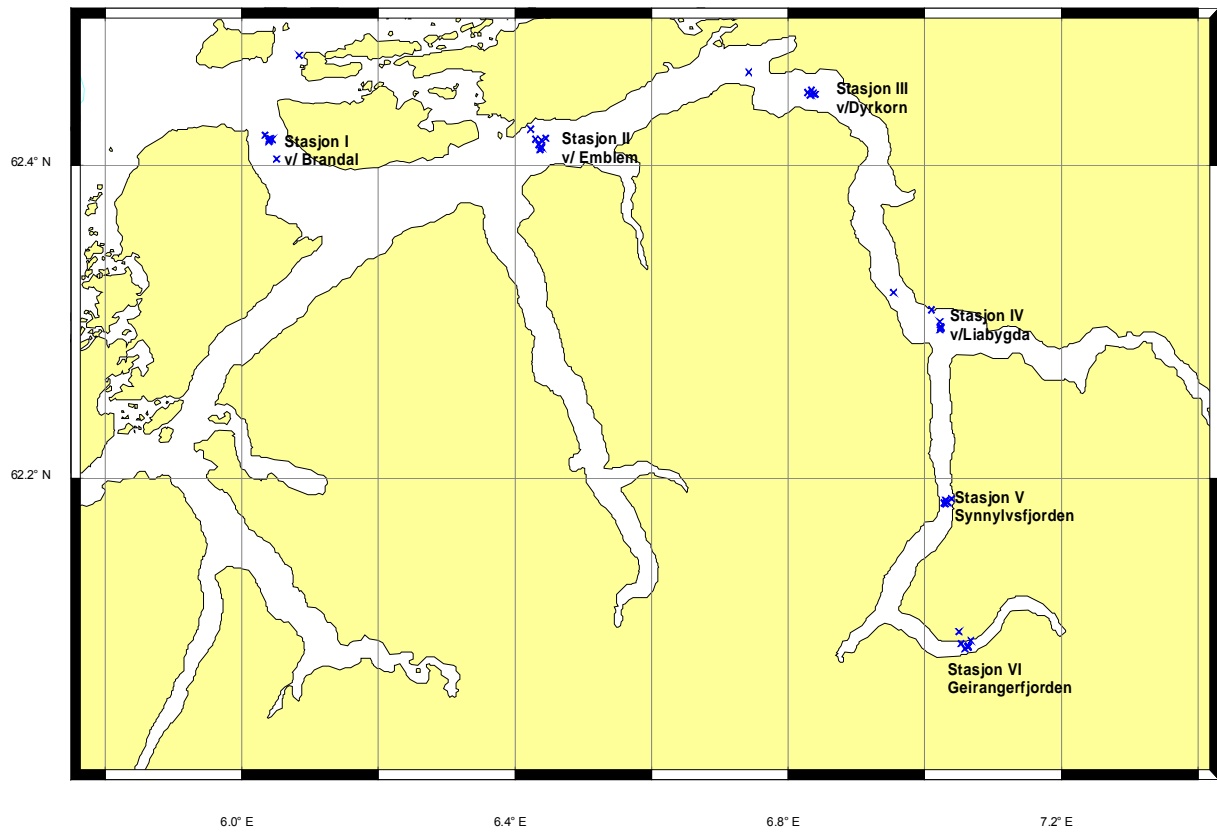 Stasjon III
v/Dyrkorn
Stasjon I
v/ Brandal
Stasjon II
v/ Emblem
62.4° N
Stasjon IV
v/Liabygda
62.2° N
Stasjon V
Synnylvsfjorden
Stasjon VI
Geirangerfjorden
6.0° E
6.4° E
6.8° E
7.2° E